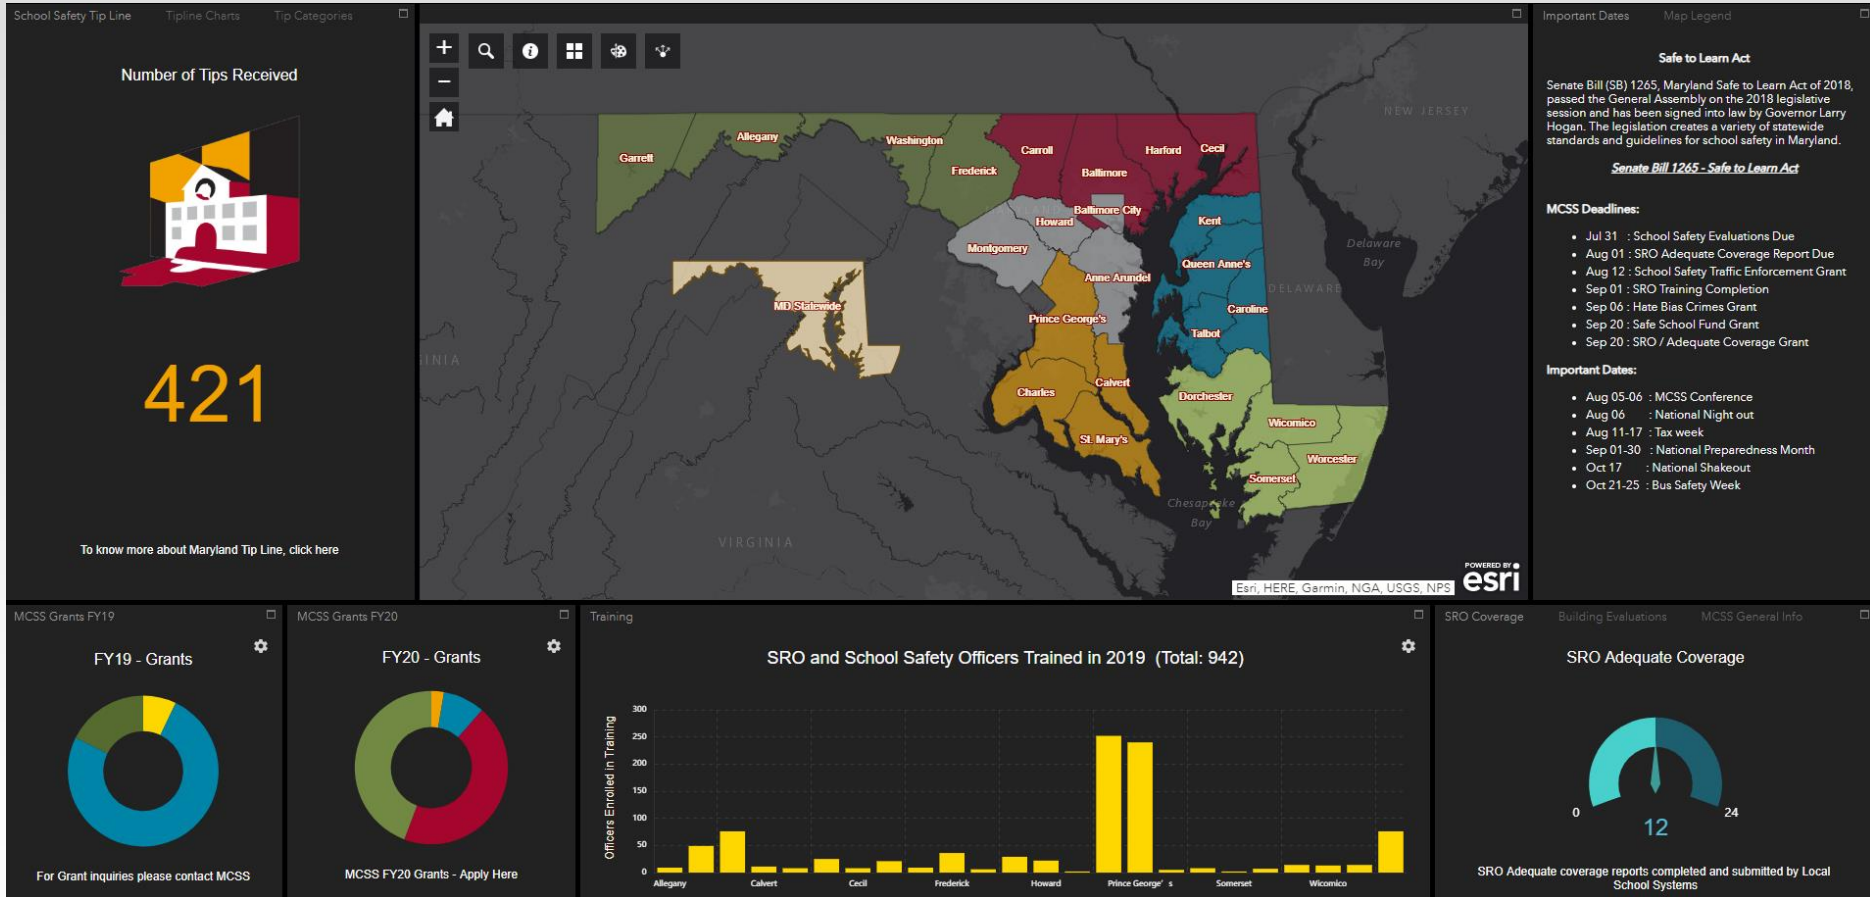 School Safety Tip Line
Tipline Charts
Tip Categories
Number of Tips Received
421
To know more about Maryland Tip Line, click here
Garrett
Allegany
Washington
Frederick
Carroll
Baltimore
Harford
Cecil
Baltimore City
Howard
Montgomery
Anne Arundel
Prince George's
Charles
Calvert
St. Mary's
Kent
Queen Anne's
Caroline
Talbot
Dorchester
Wicomico
Worcester
Somerset
MD Statewide
NEW JERSEY
Delaware
Bay
DELAWARE
Chesapeake
Bay
VIRGINIA
POWERED BY
esri
Esri, HERE, Garmin, NGA, USGS, NPS
Important Dates
Map Legend
Safe to Learn Act
Senate Bill (SB) 1265, Maryland Safe to Learn Act of 2018,
passed the General Assembly on the 2018 legislative
session and has been signed into law by Governor Larry
Hogan. The legislation creates a variety of statewide
standards and guidelines for school safety in Maryland.
Senate Bill 1265 - Safe to Learn Act
MCSS Deadlines:
• Jul 31 : School Safety Evaluations Due
• Aug 01 : SRO Adequate Coverage Report Due
• Aug 12 : School Safety Traffic Enforcement Grant
• Sep 01 : SRO Training Completion
• Sep 06 : Hate Bias Crimes Grant
• Sep 20 : Safe School Fund Grant
• Sep 20 : SRO / Adequate Coverage Grant
Important Dates:
• Aug 05-06 : MCSS Conference
• Aug 06 : National Night out
• Aug 11-17 : Tax week
• Sep 01-30 : National Preparedness Month
• Oct 17 : National Shakeout
• Oct 21-25 : Bus Safety Week
MCSS Grants FY19
FY19 - Grants
For Grant inquiries please contact MCSS
MCSS Grants FY20
FY20 - Grants
MCSS FY20 Grants - Apply Here
Training
SRO and School Safety Officers Trained in 2019 (Total: 942)
Officers Enrolled in Training
300
250
200
150
100
50
0
Allegany
Calvert
Cecil
Frederick
Howard
Prince George' s
Somerset
Wicomico
SRO Coverage
Building Evaluations
MCSS General Info
SRO Adequate Coverage
0
24
12
SRO Adequate coverage reports completed and submitted by Local
School Systems